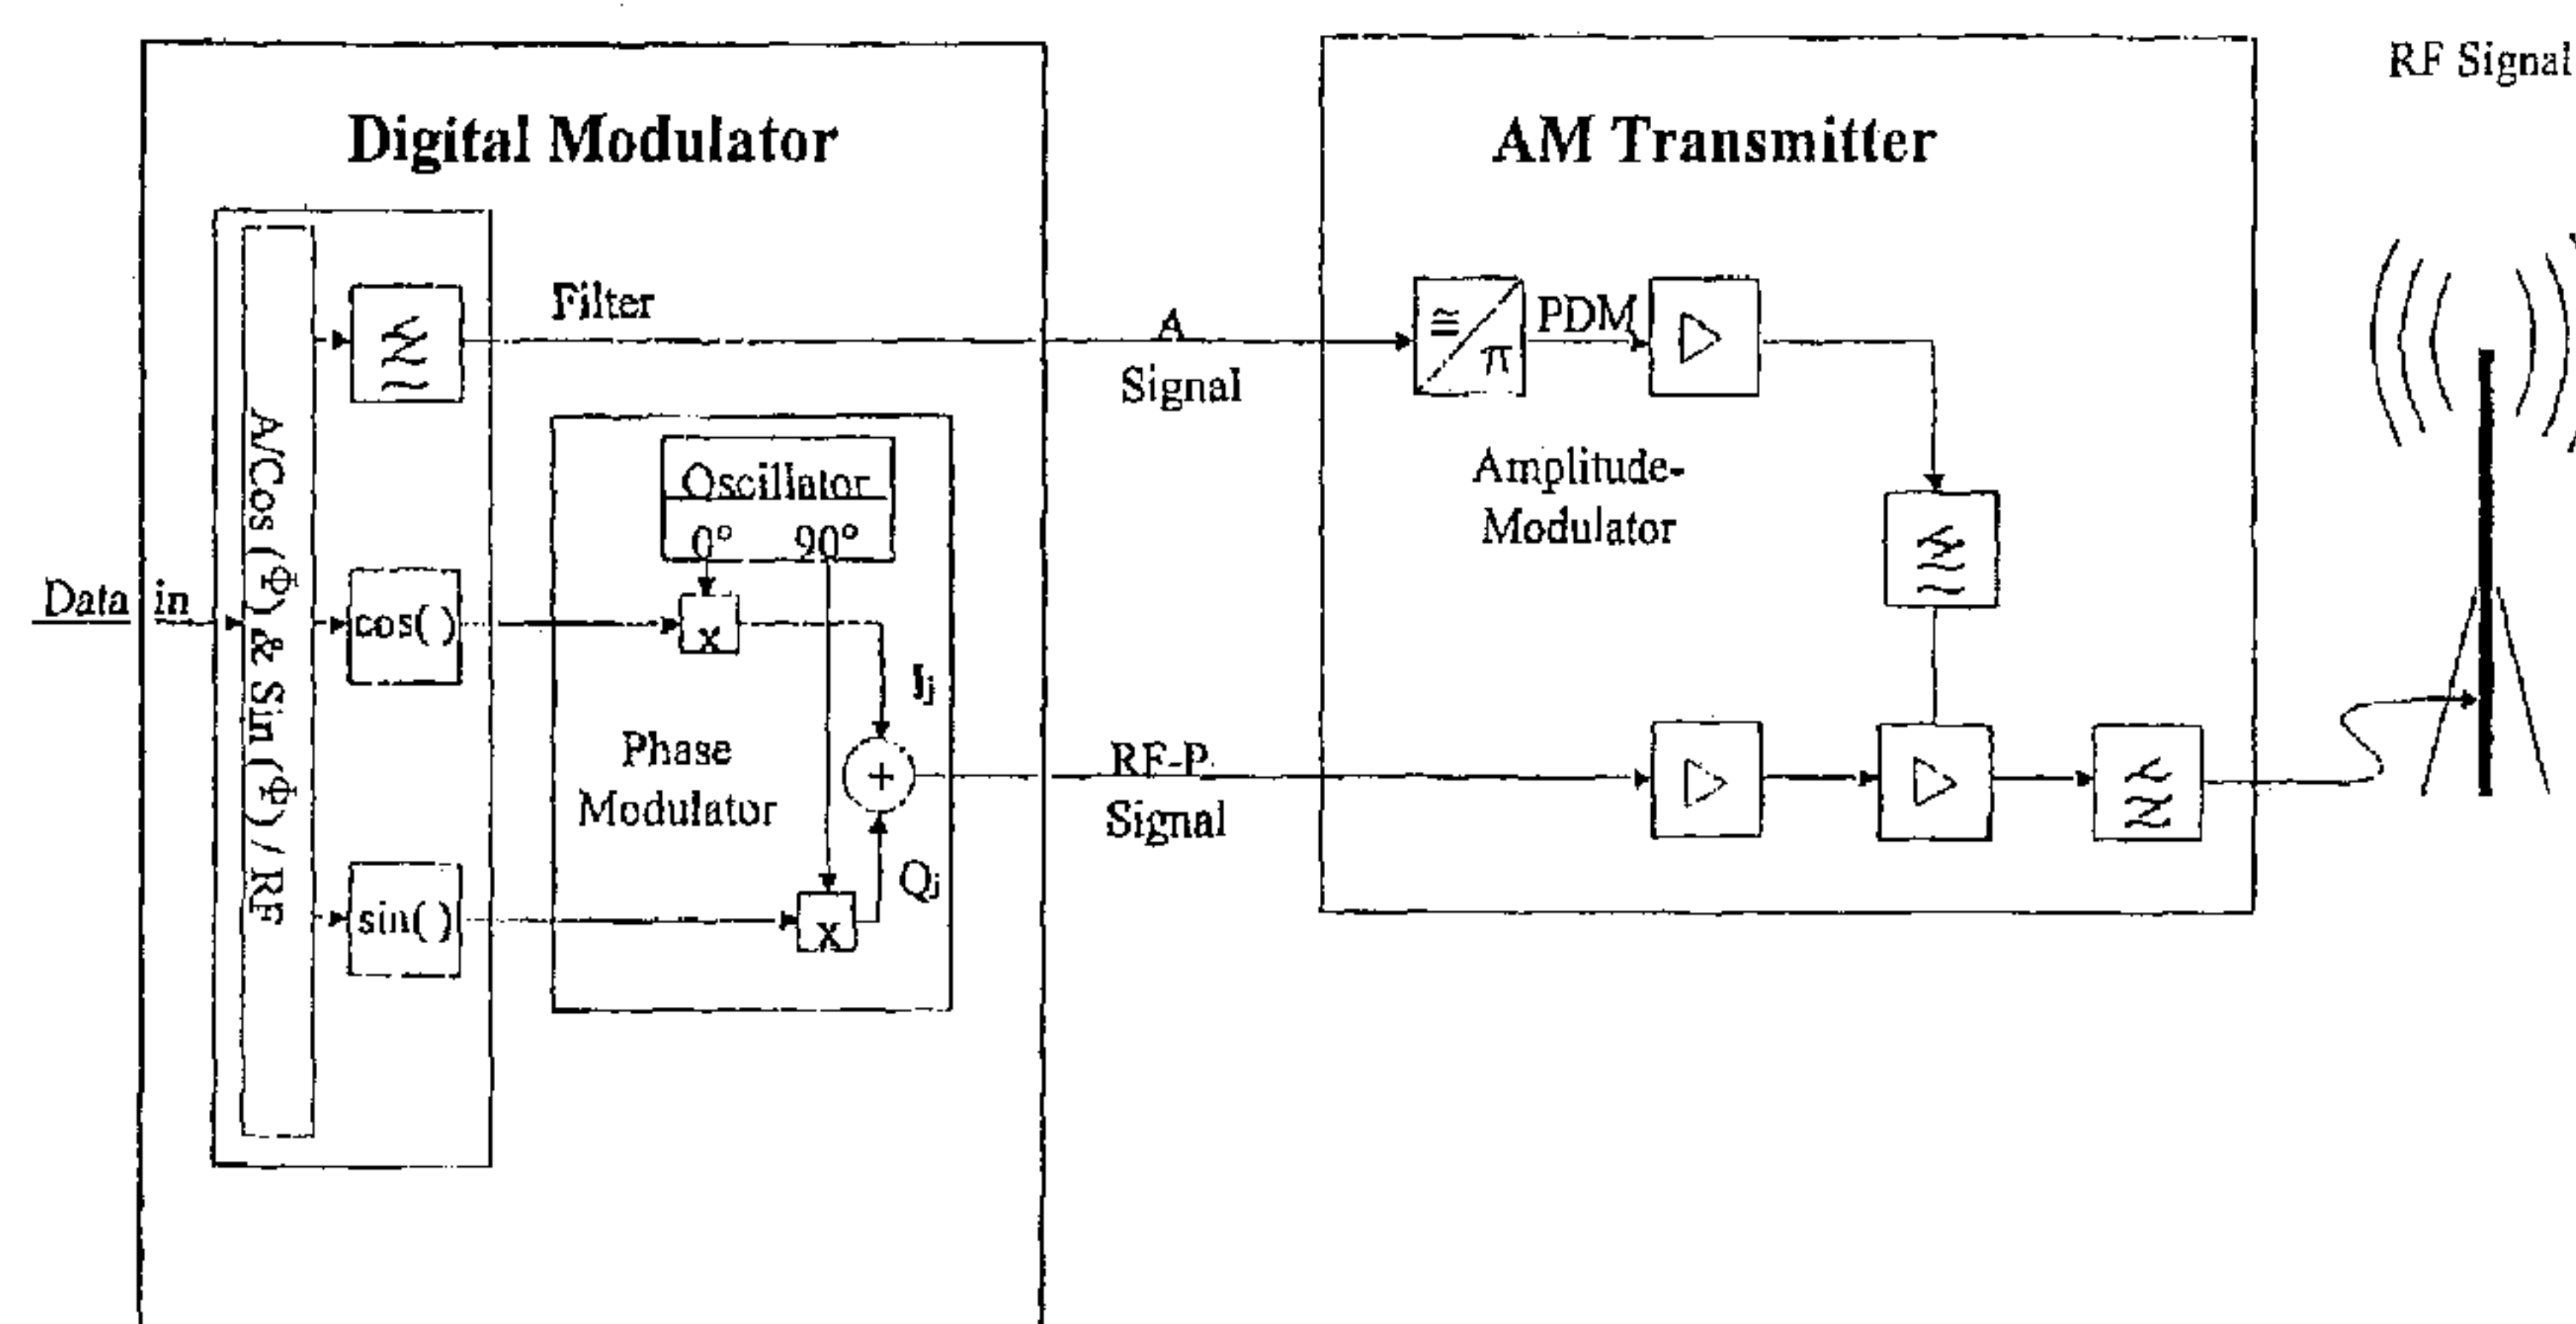 RF Signal
Digital Modulator
AM Transmitter
Filter
A
Signal
≅
π
PDM
Oscillator
0° 90°
Amplitude-
Modulator
Data in
A/Cos (Φ) & Sin (Φ) / RF
cos( )
x
Ij
Phase
Modulator
+
RF-P
Signal
Qj
sin( )
x